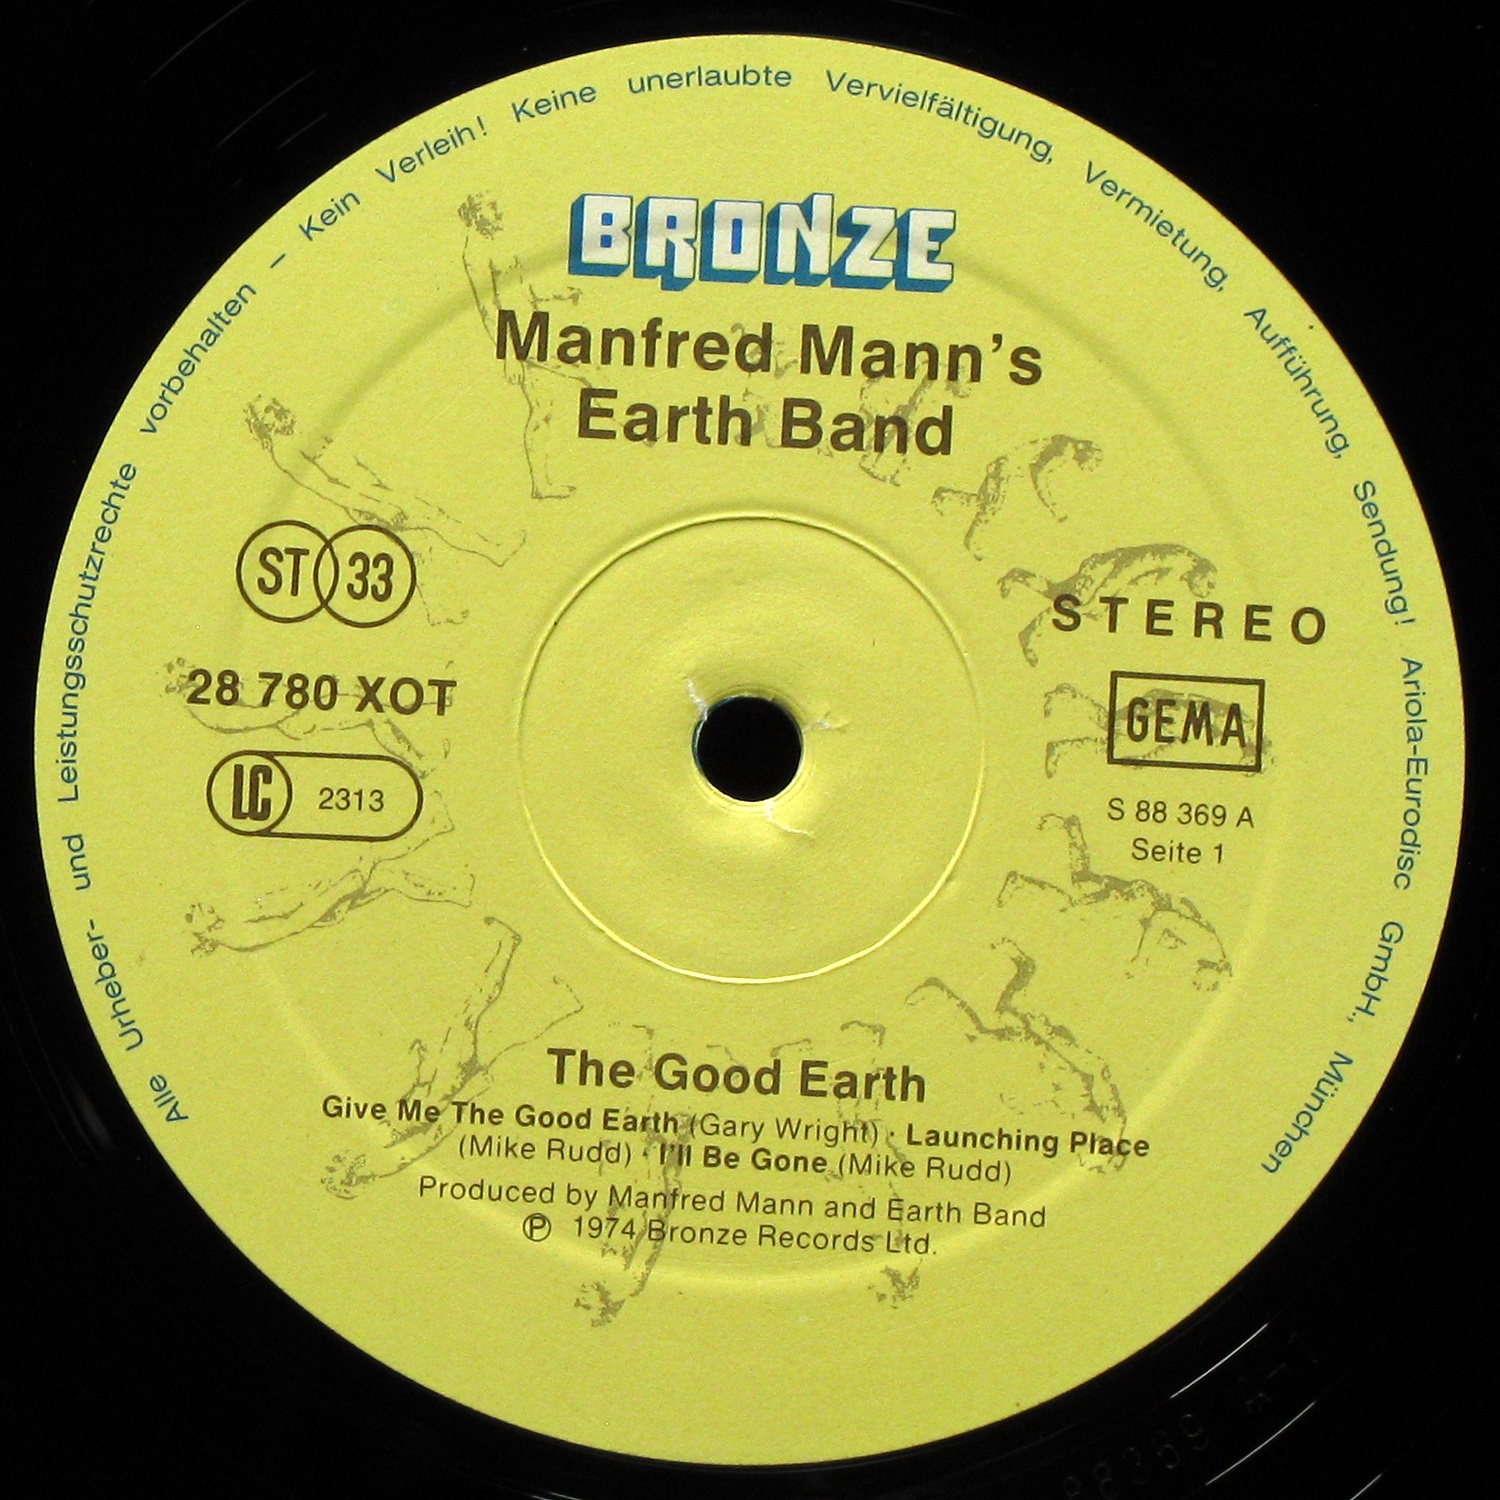 Alle Urheber- und Leistungsschutzrechte vorbehalten – Kein Verleih! Keine unerlaubte Vervielfältigung, Vermietung, Aufführung, Sendung! Ariola-Eurodisc GmbH., München
BRONZE
Manfred Mann's
Earth Band
ST 33
28 780 XOT
LC 2313
STEREO
GEMA
S 88 369 A
Seite 1
The Good Earth
Give Me The Good Earth (Gary Wright) · Launching Place
(Mike Rudd) · I'll Be Gone (Mike Rudd)
Produced by Manfred Mann and Earth Band
Ⓟ 1974 Bronze Records Ltd.